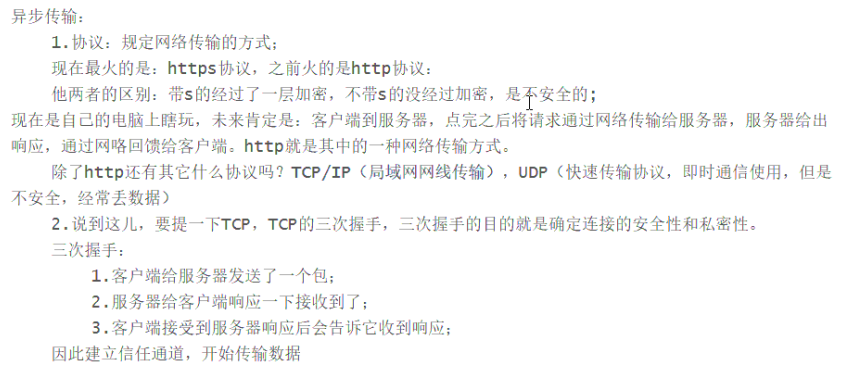 异步传输:
1.协议: 规定网络传输的方式;
现在最火的是: https协议, 之前火的是http协议:
他两者的区别: 带s的经过了一层加密, 不带s的没经过加密, 是不安全的;
现在是自己的电脑上瞎玩, 未来肯定是: 客户端到服务器, 点完之后将请求通过网络传输给服务器, 服务器给出
响应, 通过网咯回馈给客户端。http就是其中的一种网络传输方式。
除了http还有其它什么协议吗? TCP/IP (局域网网线传输) , UDP (快速传输协议, 即时通信使用, 但是
不安全, 经常丢数据)
2.说到这儿, 要提一下TCP, TCP的三次握手, 三次握手的目的就是确定连接的安全性和私密性。
三次握手:
1.客户端给服务器发送了一个包;
2.服务器给客户端响应一下接收到了;
3.客户端接受到服务器响应后会告诉它收到响应;
因此建立信任通道, 开始传输数据